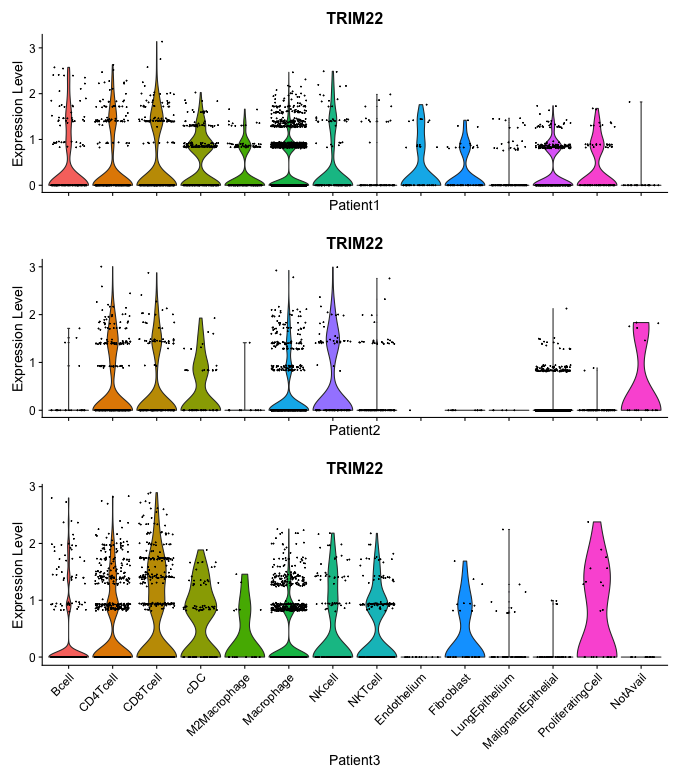 TRIM22
Expression Level
3
2
1
0
Patient1
TRIM22
Expression Level
3
2
1
0
Patient2
TRIM22
Expression Level
3
2
1
0
Bcell
CD4Tcell
CD8Tcell
cDC
M2Macrophage
Macrophage
NKcell
NKTcell
Endothelium
Fibroblast
LungEpithelium
MalignantEpithelial
ProliferatingCell
NotAvail
Patient3